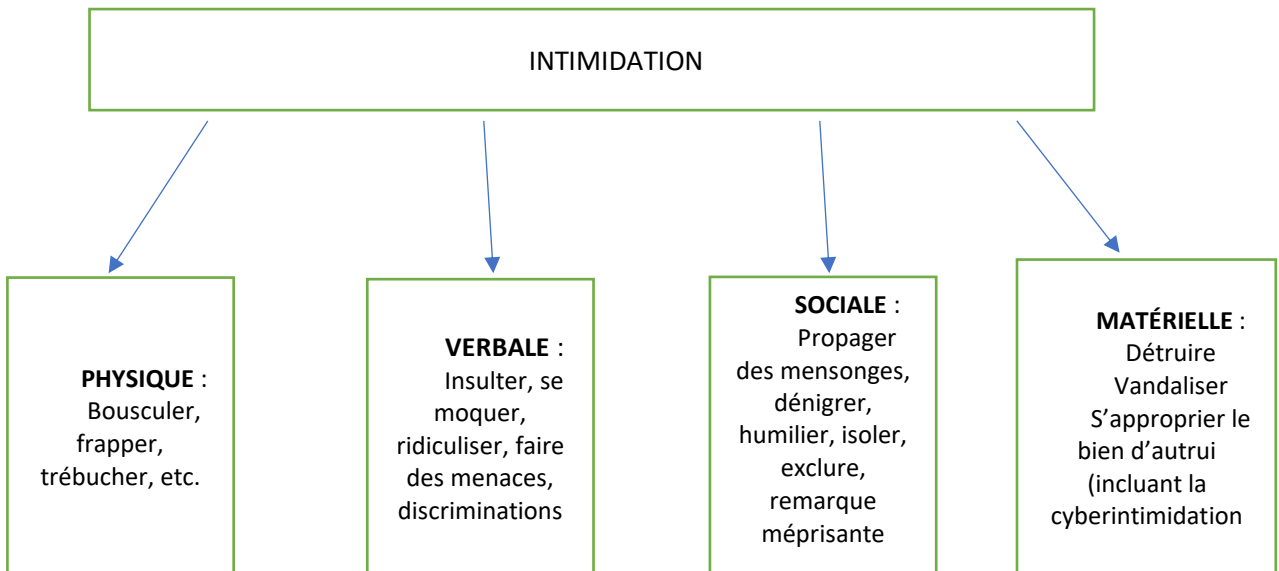 INTIMIDATION
PHYSIQUE :
Bousculer,
frapper,
trébucher, etc.
VERBALE :
Insulter, se
moquer,
ridiculiser, faire
des menaces,
discriminations
SOCIALE :
Propager
des mensonges,
dénigrer,
humilier, isoler,
exclure,
remarque
méprisante
MATÉRIELLE :
Détruire
Vandaliser
S’approprier le
bien d’autrui
(incluant la
cyberintimidation